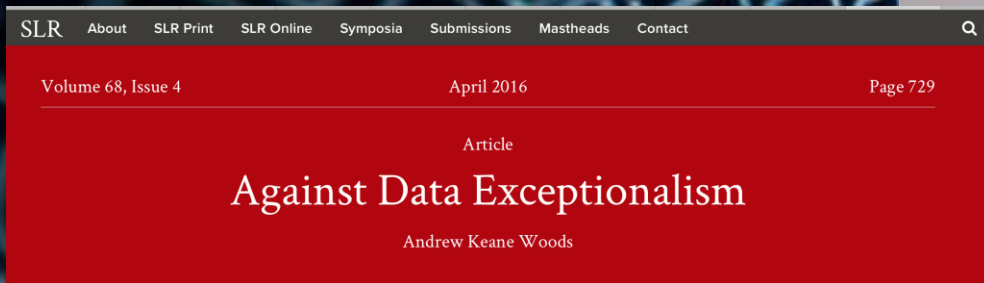 SLR About SLR Print SLR Online Symposia Submissions Mastheads Contact
Volume 68, Issue 4 April 2016 Page 729
Article
Against Data Exceptionalism
Andrew Keane Woods